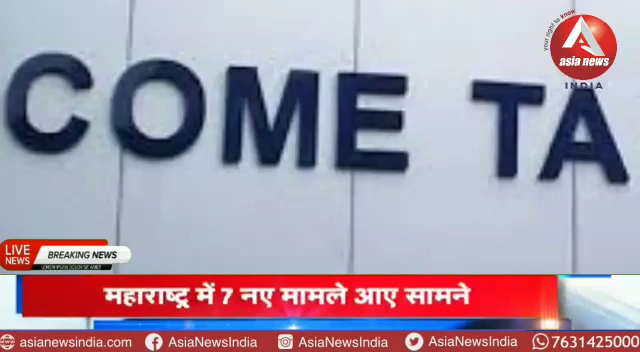 your right to know
asia news
INDIA
COME TA
LIVE
NEWS
BREAKING NEWS
महाराष्ट्र में 7 नए मामले आए सामने
asianewsindia.com AsiaNewsIndia AsiaNewsIndia AsiaNewsIndia 7631425000